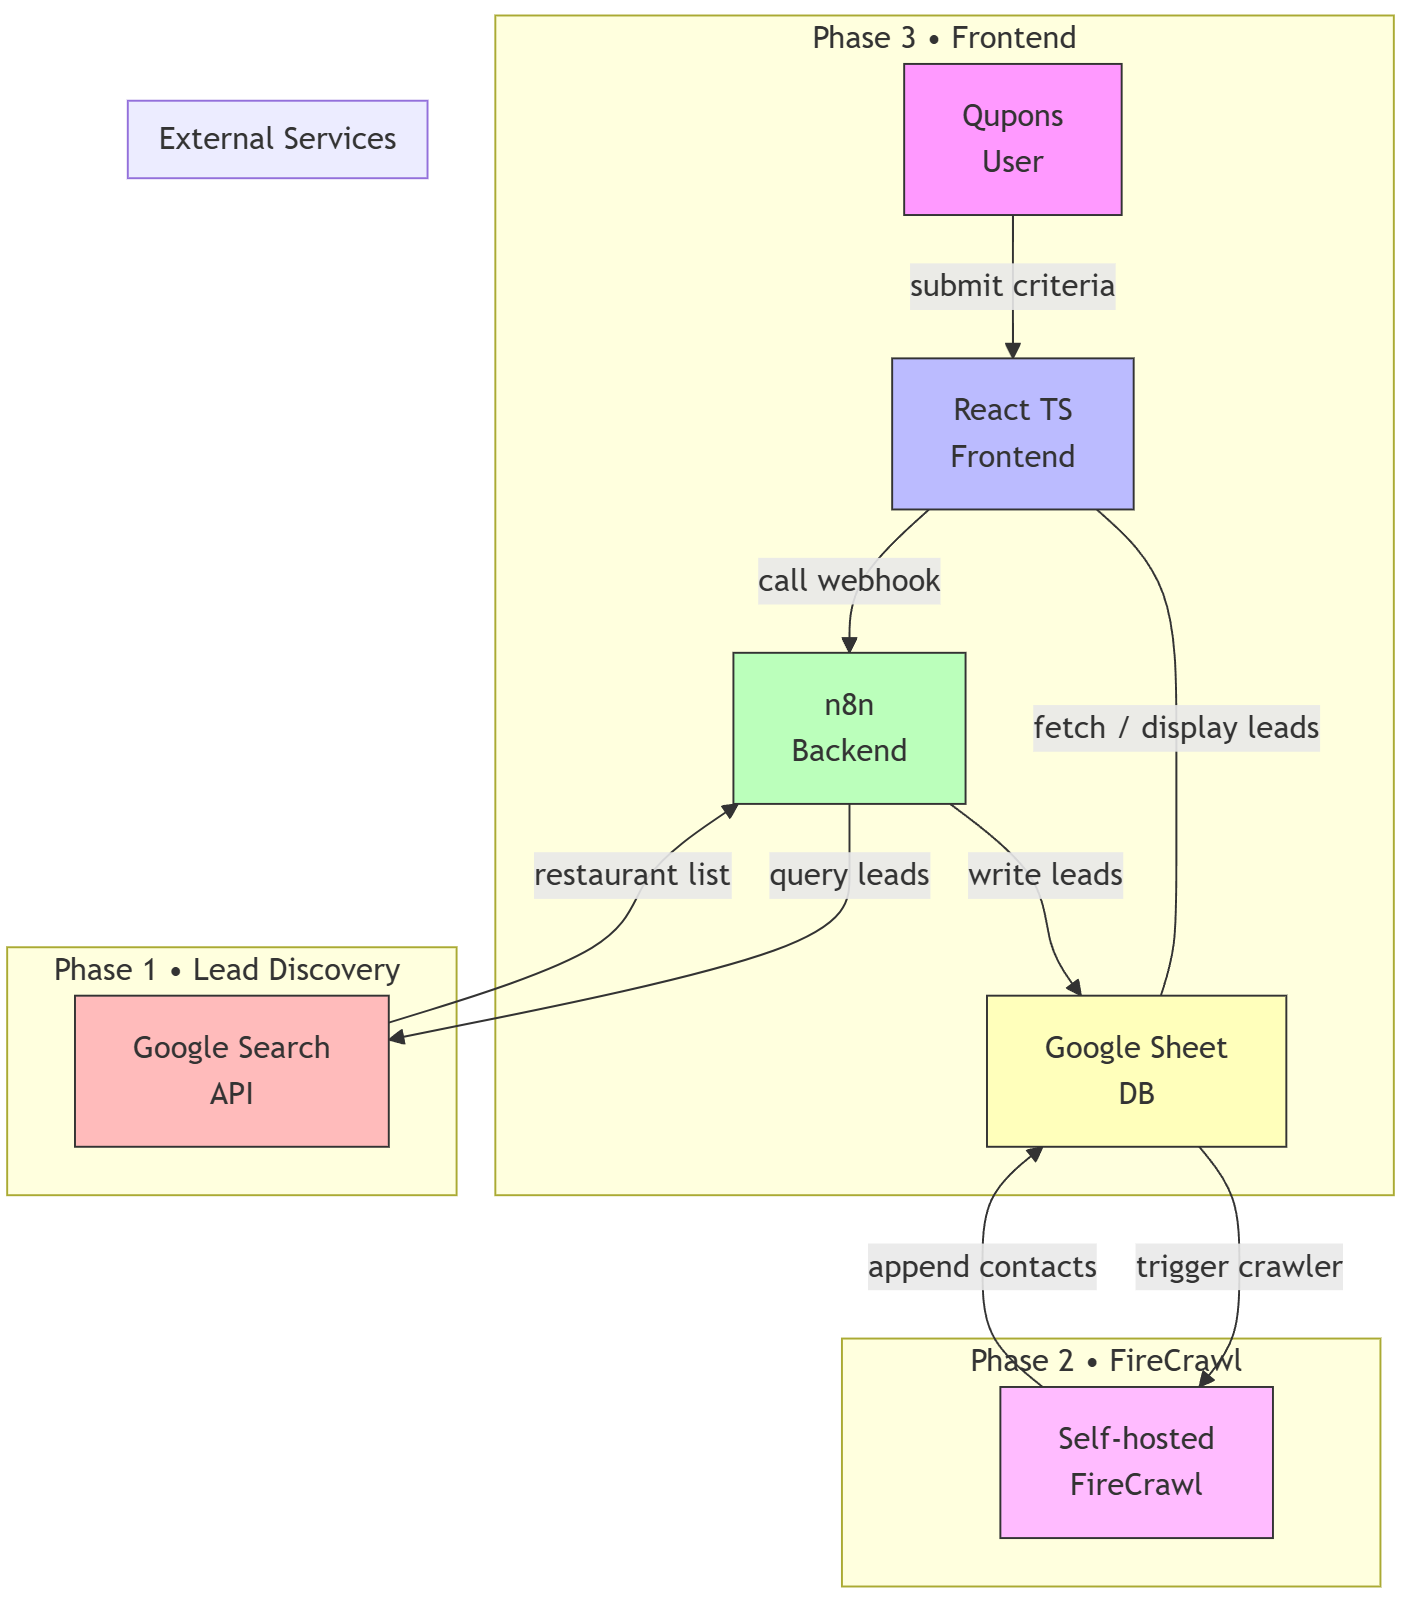 Phase 3 • Frontend
Qupons
User
External Services
submit criteria
React TS
Frontend
call webhook
n8n
Backend
fetch / display leads
restaurant list
query leads
write leads
Phase 1 • Lead Discovery
Google Search
API
Google Sheet
DB
append contacts
trigger crawler
Phase 2 • FireCrawl
Self-hosted
FireCrawl